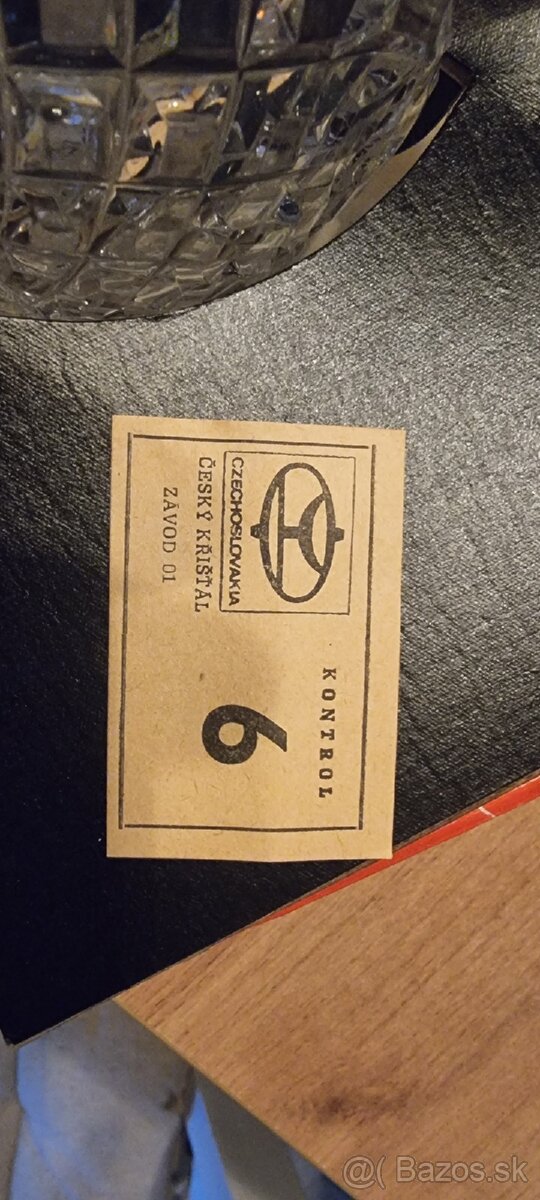 CZECHOSLOVAKIA
ČESKÝ KŘIŠŤÁL
ZÁVOD 01
KONTROL
6
@( Bazos.sk